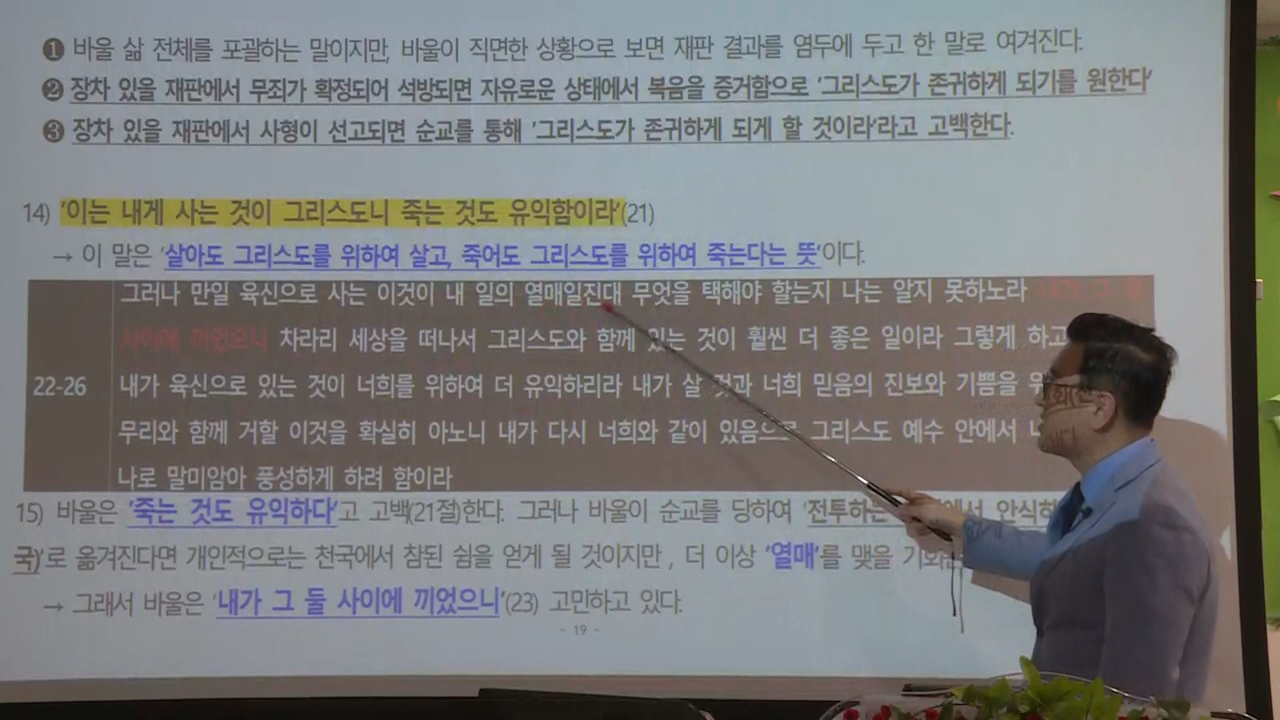 ❶ 바울 삶 전체를 포괄하는 말이지만, 바울이 직면한 상황으로 보면 재판 결과를 염두에 두고 한 말로 여겨진다.
❷ 장차 있을 재판에서 무죄가 확정되어 석방되면 자유로운 상태에서 복음을 증거함으로 '그리스도가 존귀하게 되기를 원한다'
❸ 장차 있을 재판에서 사형이 선고되면 순교를 통해 '그리스도가 존귀하게 되게 할 것이라'라고 고백한다.
14) '이는 내게 사는 것이 그리스도니 죽는 것도 유익함이라'(21)
→ 이 말은 '살아도 그리스도를 위하여 살고, 죽어도 그리스도를 위하여 죽는다는 뜻'이다.
그러나 만일 육신으로 사는 이것이 내 일의 열매일진대 무엇을 택해야 할는지 나는 알지 못하노라 내가 그 둘
사이에 끼었으니 차라리 세상을 떠나서 그리스도와 함께 있는 것이 훨씬 더 좋은 일이라 그렇게 하고
22-26 내가 육신으로 있는 것이 너희를 위하여 더 유익하리라 내가 살 것과 너희 믿음의 진보와 기쁨을
무리와 함께 거할 이것을 확실히 아노니 내가 다시 너희와 같이 있음으로 그리스도 예수 안에서
나로 말미암아 풍성하게 하려 함이라
15) 바울은 '죽는 것도 유익하다'고 고백(21절)한다. 그러나 바울이 순교를 당하여 '전투하는
국)'로 옮겨진다면 개인적으로는 천국에서 참된 쉼을 얻게 될 것이지만, 더 이상 '열매'를 맺을
→ 그래서 바울은 '내가 그 둘 사이에 끼었으니'(23) 고민하고 있다.
- 19 -